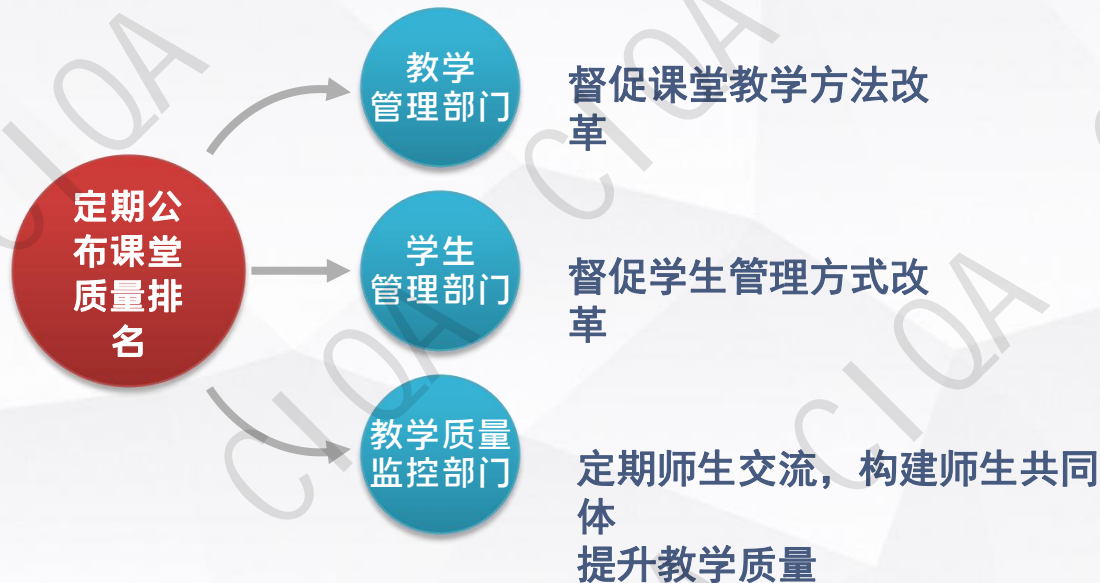 教学
管理部门
督促课堂教学方法改
革
定期公
布课堂
质量排
名
学生
管理部门
督促学生管理方式改
革
教学质量
监控部门
定期师生交流，构建师生共同
体
提升教学质量
CIQA
CIQA
CIQA
CIQA